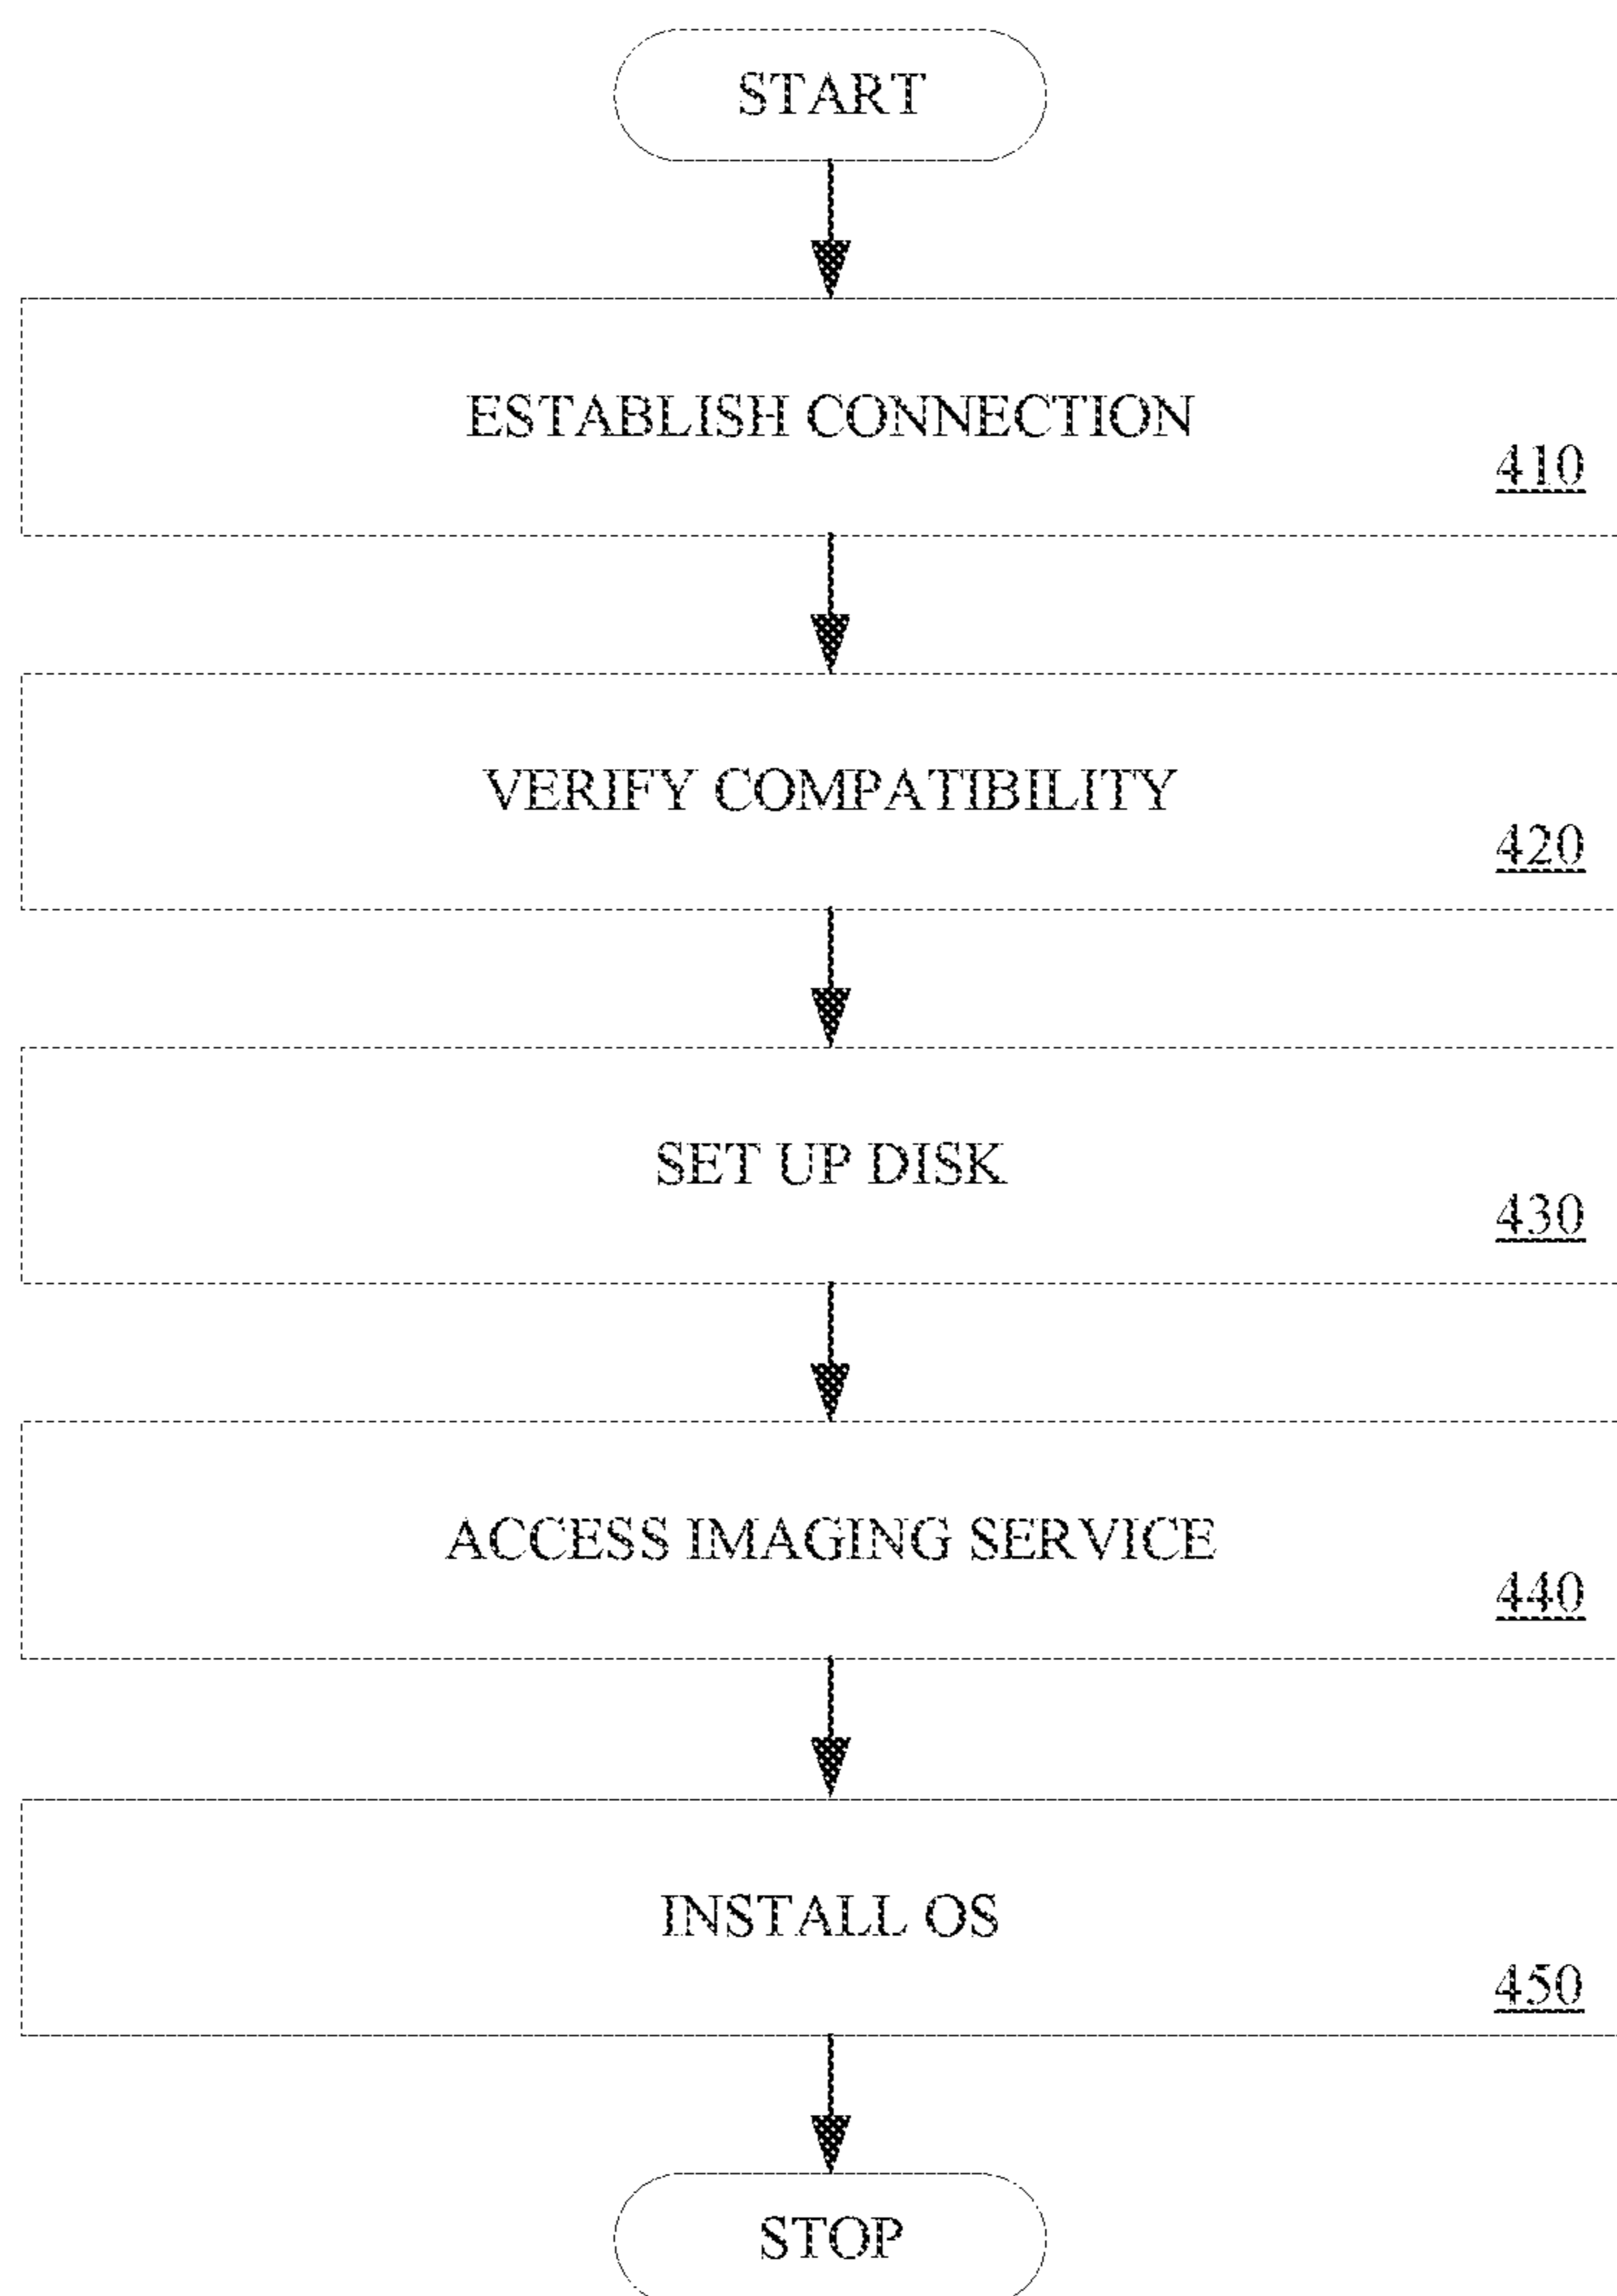 START
ESTABLISH CONNECTION
410
VERIFY COMPATIBILITY
420
SET UP DISK
430
ACCESS IMAGING SERVICE
440
INSTALL OS
450
STOP